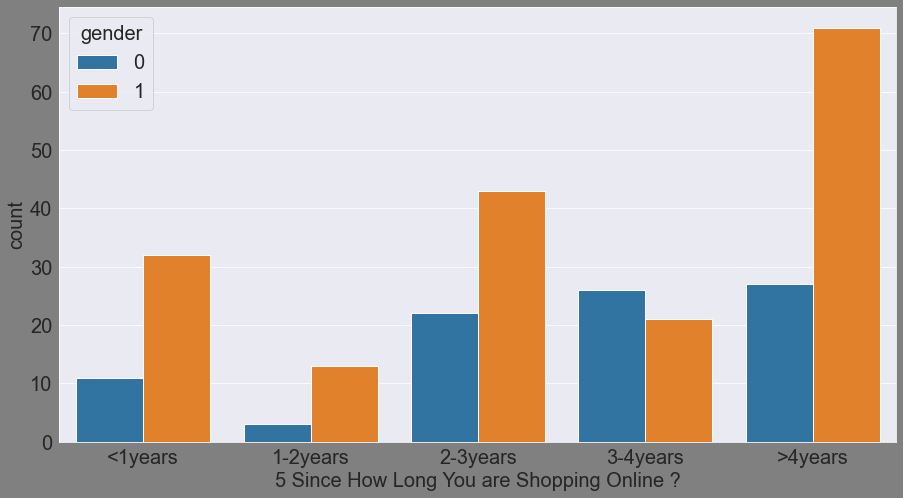 gender
0
1
70
60
50
40
30
20
10
0
count
<1years 1-2years 2-3years 3-4years >4years
5 Since How Long You are Shopping Online ?